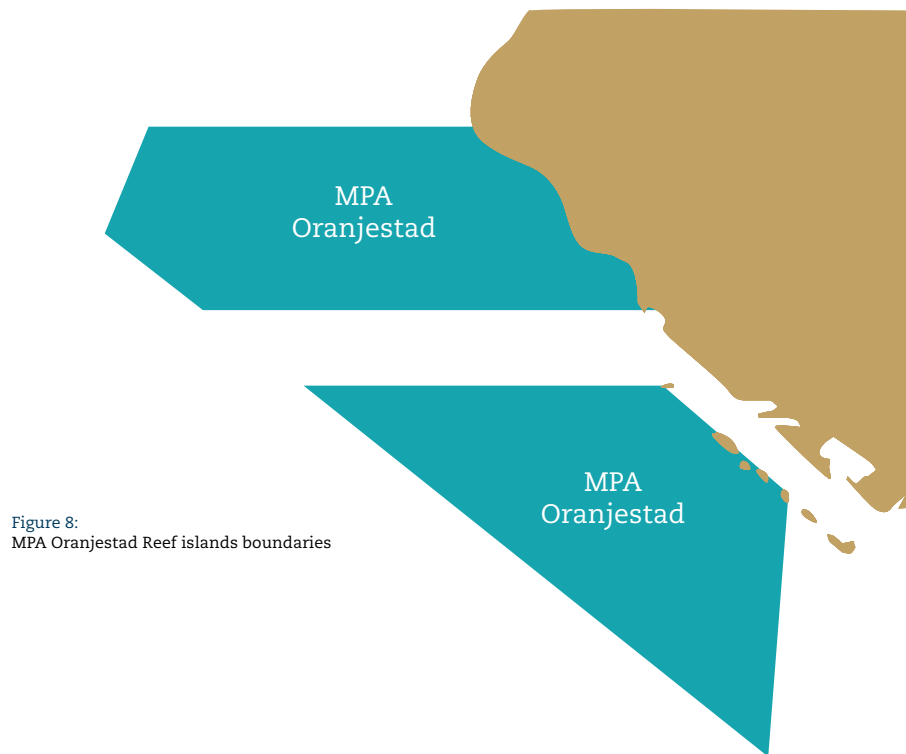 MPA
Oranjestad
MPA
Oranjestad
Figure 8:
MPA Oranjestad Reef islands boundaries